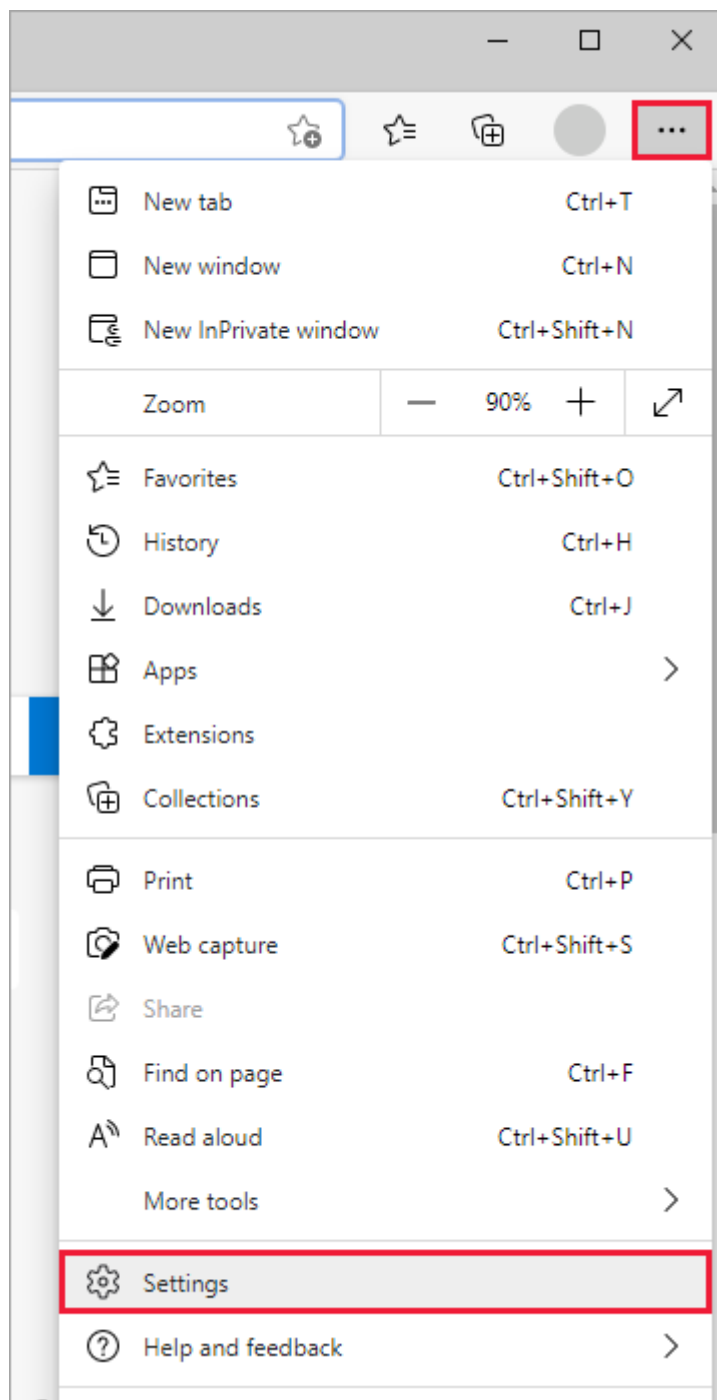 New tab Ctrl+T
New window Ctrl+N
New InPrivate window Ctrl+Shift+N
Zoom 90%
Favorites Ctrl+Shift+O
History Ctrl+H
Downloads Ctrl+J
Apps
Extensions
Collections Ctrl+Shift+Y
Print Ctrl+P
Web capture Ctrl+Shift+S
Share
Find on page Ctrl+F
Read aloud Ctrl+Shift+U
More tools
Settings
Help and feedback